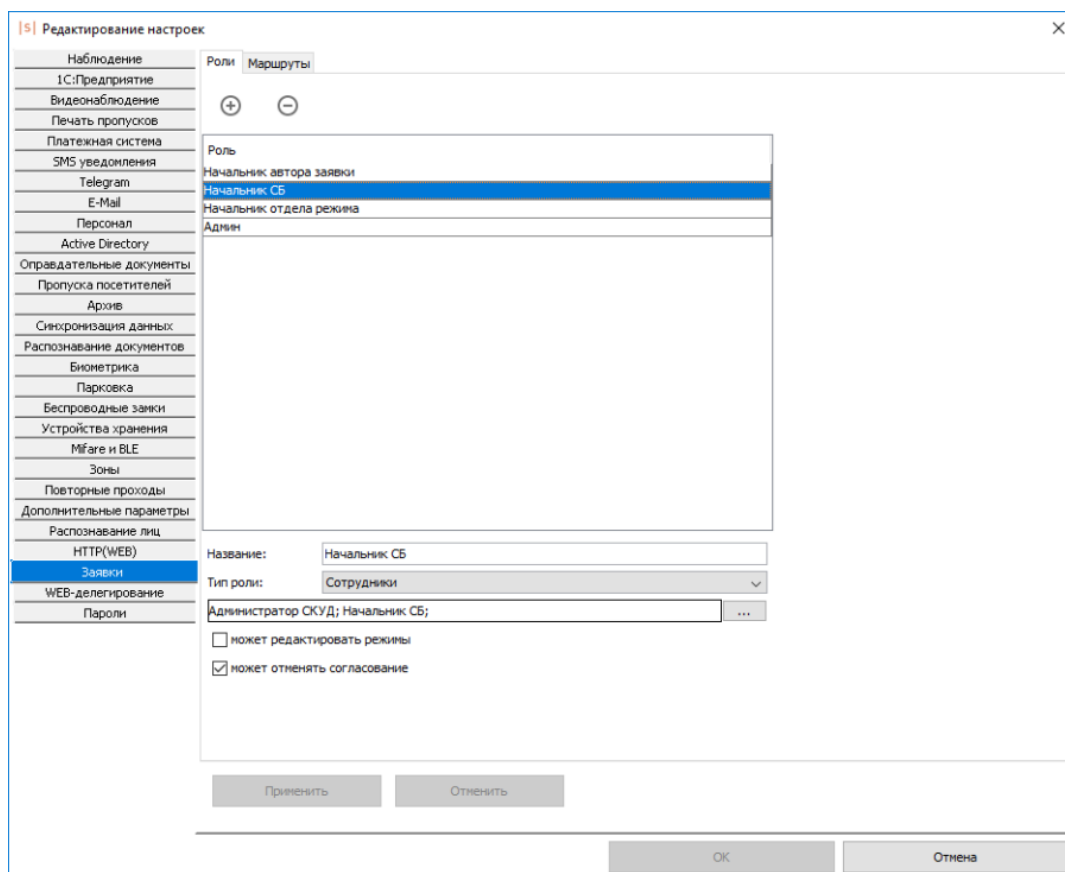 |S| Редактирование настроек
Наблюдение
1С:Предприятие
Видеонаблюдение
Печать пропусков
Платежная система
SMS уведомления
Telegram
E-Mail
Персонал
Active Directory
Оправдательные документы
Пропуска посетителей
Архив
Синхронизация данных
Распознавание документов
Биометрика
Парковка
Беспроводные замки
Устройства хранения
Mifare и BLE
Зоны
Повторные проходы
Дополнительные параметры
Распознавание лиц
HTTP(WEB)
Заявки
WEB-делегирование
Пароли
Роли Маршруты
Роль
Начальник автора заявки
Начальник СБ
Начальник отдела режима
Админ
Название: Начальник СБ
Тип роли: Сотрудники
Администратор СКУД; Начальник СБ; ...
может редактировать режимы
может отменять согласование
Применить Отменить
OK Отмена